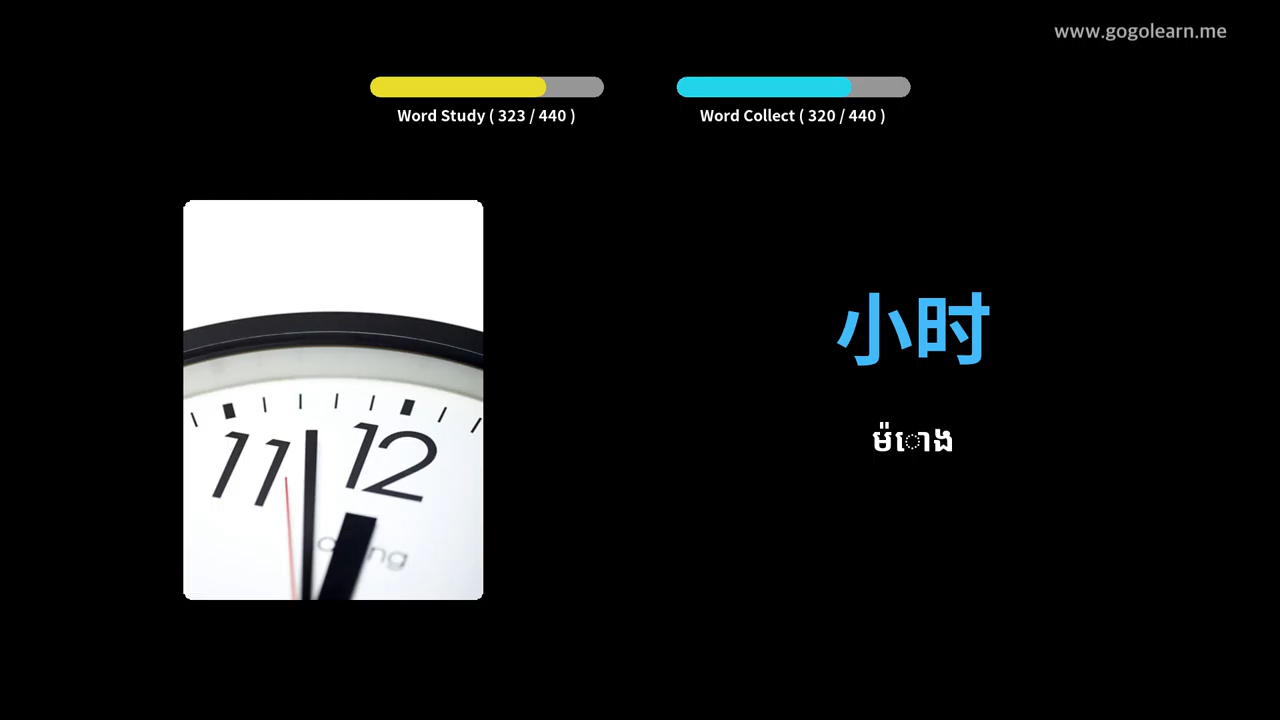 www.gogolearn.me
Word Study ( 323 / 440 )
Word Collect ( 320 / 440 )
11
12
小时
ម៉ោង